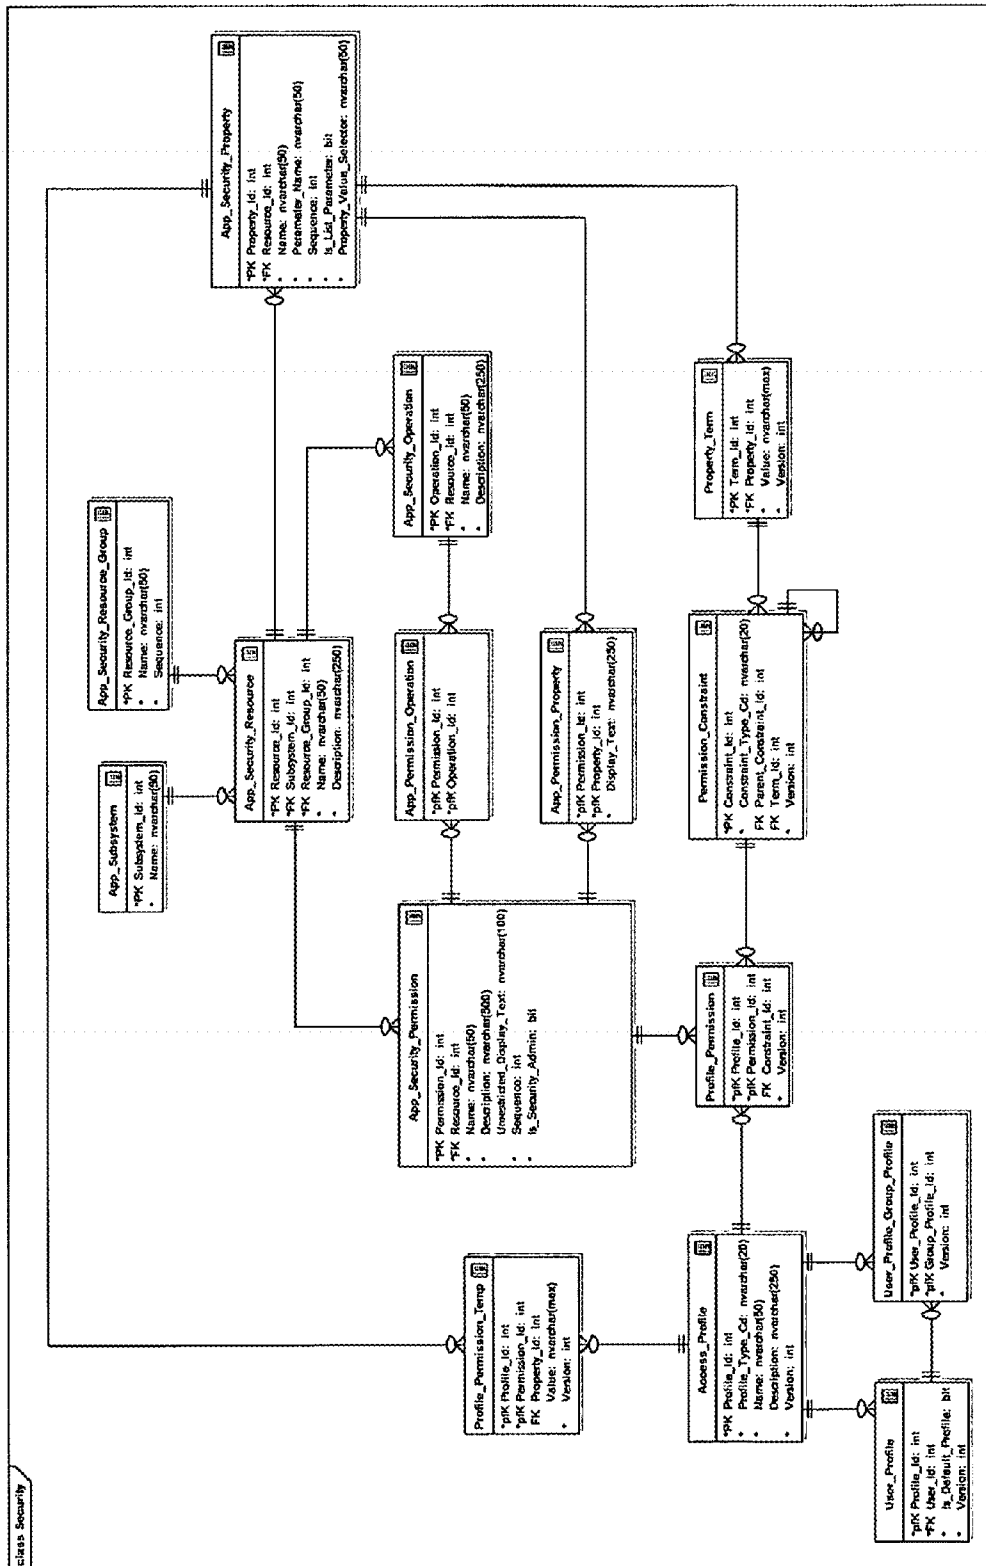 class Security
App_Subsystem
*PK Subsystem_Id: int
* Name: nvarchar(50)
App_Security_Resource_Group
*PK Resource_Group_Id: int
* Name: nvarchar(50)
* Sequence: int
App_Security_Resource
*PK Resource_Id: int
*FK Subsystem_Id: int
*FK Resource_Group_Id: int
* Name: nvarchar(50)
* Description: nvarchar(250)
App_Security_Property
*PK Property_Id: int
*FK Resource_Id: int
* Name: nvarchar(50)
* Parameter_Name: nvarchar(50)
* Sequence: int
* Is_List_Parameter: bit
* Property_Value_Selector: nvarchar(50)
App_Security_Permission
*PK Permission_Id: int
*FK Resource_Id: int
* Name: nvarchar(50)
* Description: nvarchar(500)
Unrestricted_Display_Text: nvarchar(100)
* Sequence: int
* Is_Security_Admin: bit
App_Permission_Operation
*pfK Permission_Id: int
*pfK Operation_Id: int
App_Security_Operation
*PK Operation_Id: int
*FK Resource_Id: int
* Name: nvarchar(50)
* Description: nvarchar(250)
Profile_Permission_Temp
*pfK Profile_Id: int
*pfK Permission_Id: int
FK Property_Id: int
Value: nvarchar(max)
* Version: int
App_Permission_Property
*pfK Permission_Id: int
*pfK Property_Id: int
* Display_Text: nvarchar(250)
Access_Profile
*PK Profile_Id: int
* Profile_Type_Cd: nvarchar(20)
* Name: nvarchar(50)
* Description: nvarchar(250)
* Version: int
Profile_Permission
*pfK Profile_Id: int
*pfK Permission_Id: int
FK Constraint_Id: int
* Version: int
Permission_Constraint
*PK Constraint_Id: int
* Constraint_Type_Cd: nvarchar(20)
FK Parent_Constraint_Id: int
FK Term_Id: int
* Version: int
Property_Term
*PK Term_Id: int
*FK Property_Id: int
* Value: nvarchar(max)
* Version: int
User_Profile
*pfK Profile_Id: int
*FK User_Id: int
* Is_Default_Profile: bit
* Version: int
User_Profile_Group_Profile
*pfK User_Profile_Id: int
*pfK Group_Profile_Id: int
* Version: int